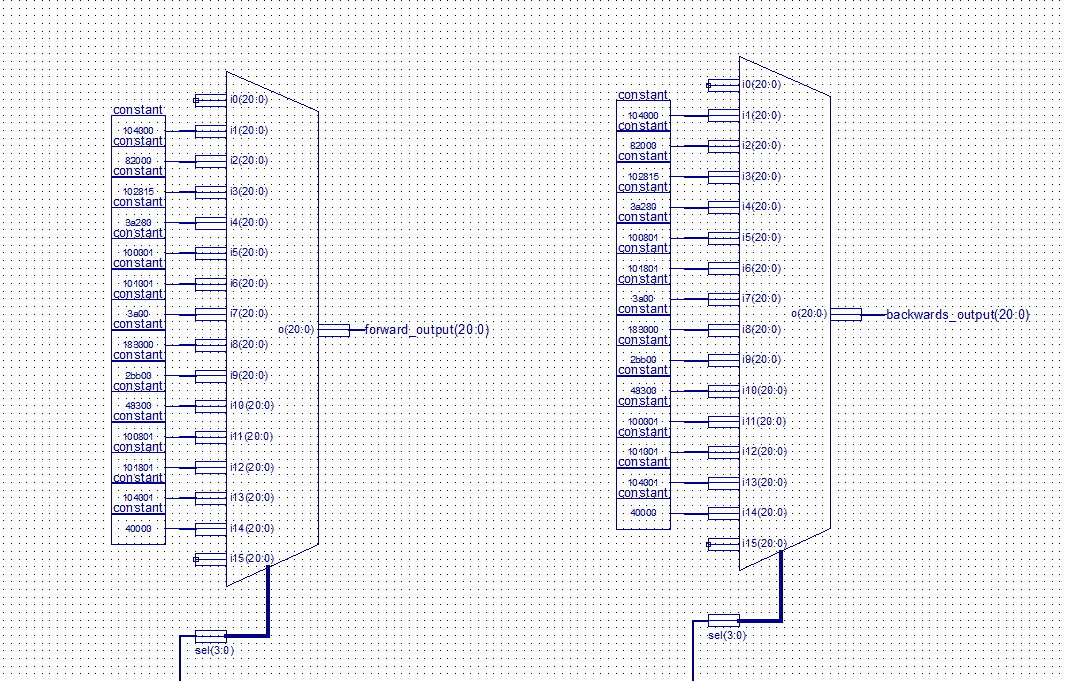 i0(20:0)
constant
104000
i1(20:0)
constant
82000
i2(20:0)
constant
102815
i3(20:0)
constant
3a280
i4(20:0)
constant
100801
i5(20:0)
constant
101801
i6(20:0)
constant
3a00
i7(20:0)
constant
183000
i8(20:0)
constant
2bb00
i9(20:0)
constant
48300
i10(20:0)
constant
100801
i11(20:0)
constant
101801
i12(20:0)
constant
104001
i13(20:0)
constant
40000
i14(20:0)
i15(20:0)
o(20:0)
forward_output(20:0)
sel(3:0)
i0(20:0)
constant
104000
i1(20:0)
constant
82000
i2(20:0)
constant
102815
i3(20:0)
constant
3a280
i4(20:0)
constant
100801
i5(20:0)
constant
101801
i6(20:0)
constant
3a00
i7(20:0)
constant
183000
i8(20:0)
constant
2bb00
i9(20:0)
constant
48300
i10(20:0)
constant
100801
i11(20:0)
constant
101801
i12(20:0)
constant
104001
i13(20:0)
constant
40000
i14(20:0)
i15(20:0)
o(20:0)
backwards_output(20:0)
sel(3:0)